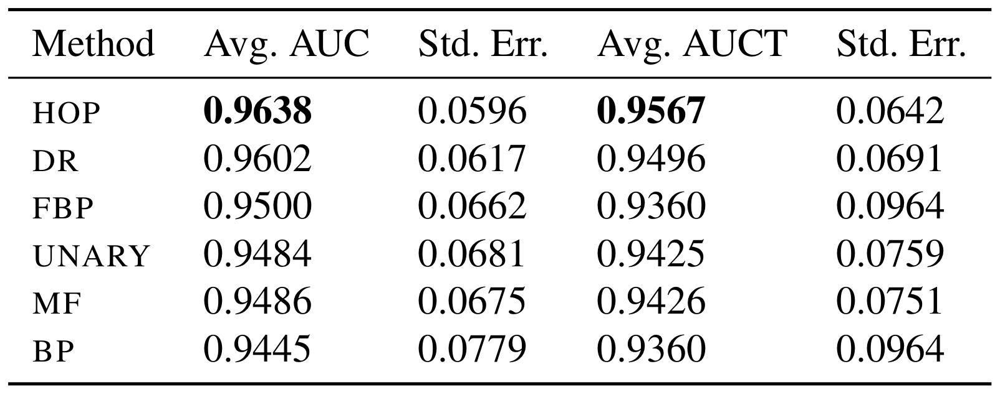 Method Avg. AUC Std. Err. Avg. AUCT Std. Err.
HOP 0.9638 0.0596 0.9567 0.0642
DR 0.9602 0.0617 0.9496 0.0691
FBP 0.9500 0.0662 0.9360 0.0964
UNARY 0.9484 0.0681 0.9425 0.0759
MF 0.9486 0.0675 0.9426 0.0751
BP 0.9445 0.0779 0.9360 0.0964